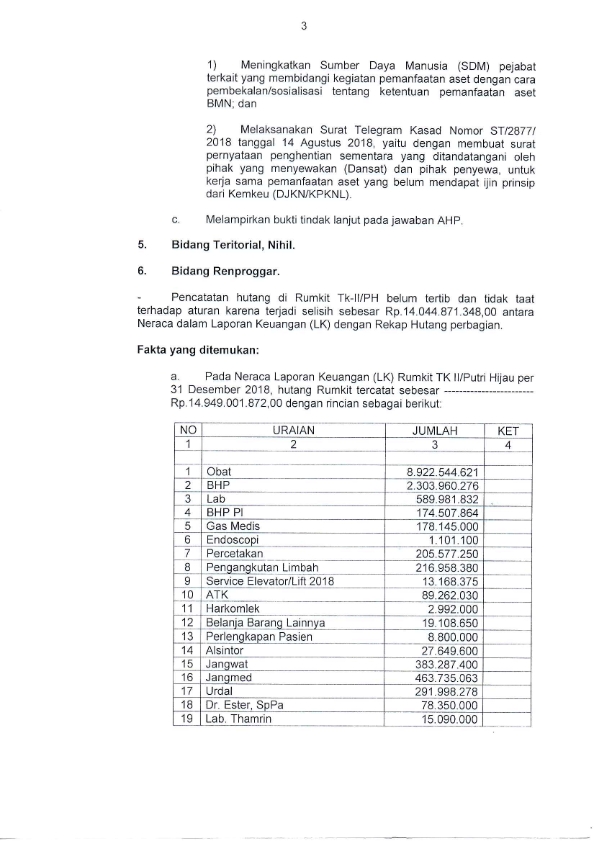 3
1) Meningkatkan Sumber Daya Manusia (SDM) pejabat
terkait yang membidangi kegiatan pemanfaatan aset dengan cara
pembekalan/sosialisasi tentang ketentuan pemanfaatan aset
BMN; dan
2) Melaksanakan Surat Telegram Kasad Nomor ST/2877/
2018 tanggal 14 Agustus 2018, yaitu dengan membuat surat
pernyataan penghentian sementara yang ditandatangani oleh
pihak yang menyewakan (Dansat) dan pihak penyewa, untuk
kerja sama pemanfaatan aset yang belum mendapat ijin prinsip
dari Kemkeu (DJKN/KPKNL).
c. Melampirkan bukti tindak lanjut pada jawaban AHP.
5. Bidang Teritorial, Nihil.
6. Bidang Renproggar.
- Pencatatan hutang di Rumkit Tk-II/PH belum tertib dan tidak taat
terhadap aturan karena terjadi selisih sebesar Rp.14.044.871.348,00 antara
Neraca dalam Laporan Keuangan (LK) dengan Rekap Hutang perbagian.
Fakta yang ditemukan:
a. Pada Neraca Laporan Keuangan (LK) Rumkit TK II/Putri Hijau per
31 Desember 2018, hutang Rumkit tercatat sebesar ------------------------
Rp.14.949.001.872,00 dengan rincian sebagai berikut:
NO URAIAN JUMLAH KET
1 2 3 4
1 Obat 8.922.544.621
2 BHP 2.303.960.276
3 Lab 589.981.832
4 BHP PI 174.507.864
5 Gas Medis 178.145.000
6 Endoscopi 1.101.100
7 Percetakan 205.577.250
8 Pengangkutan Limbah 216.958.380
9 Service Elevator/Lift 2018 13.168.375
10 ATK 89.262.030
11 Harkomlek 2.992.000
12 Belanja Barang Lainnya 19.108.650
13 Perlengkapan Pasien 8.800.000
14 Alsintor 27.649.600
15 Jangwat 383.287.400
16 Jangmed 463.735.063
17 Urdal 291.998.278
18 Dr. Ester, SpPa 78.350.000
19 Lab. Thamrin 15.090.000